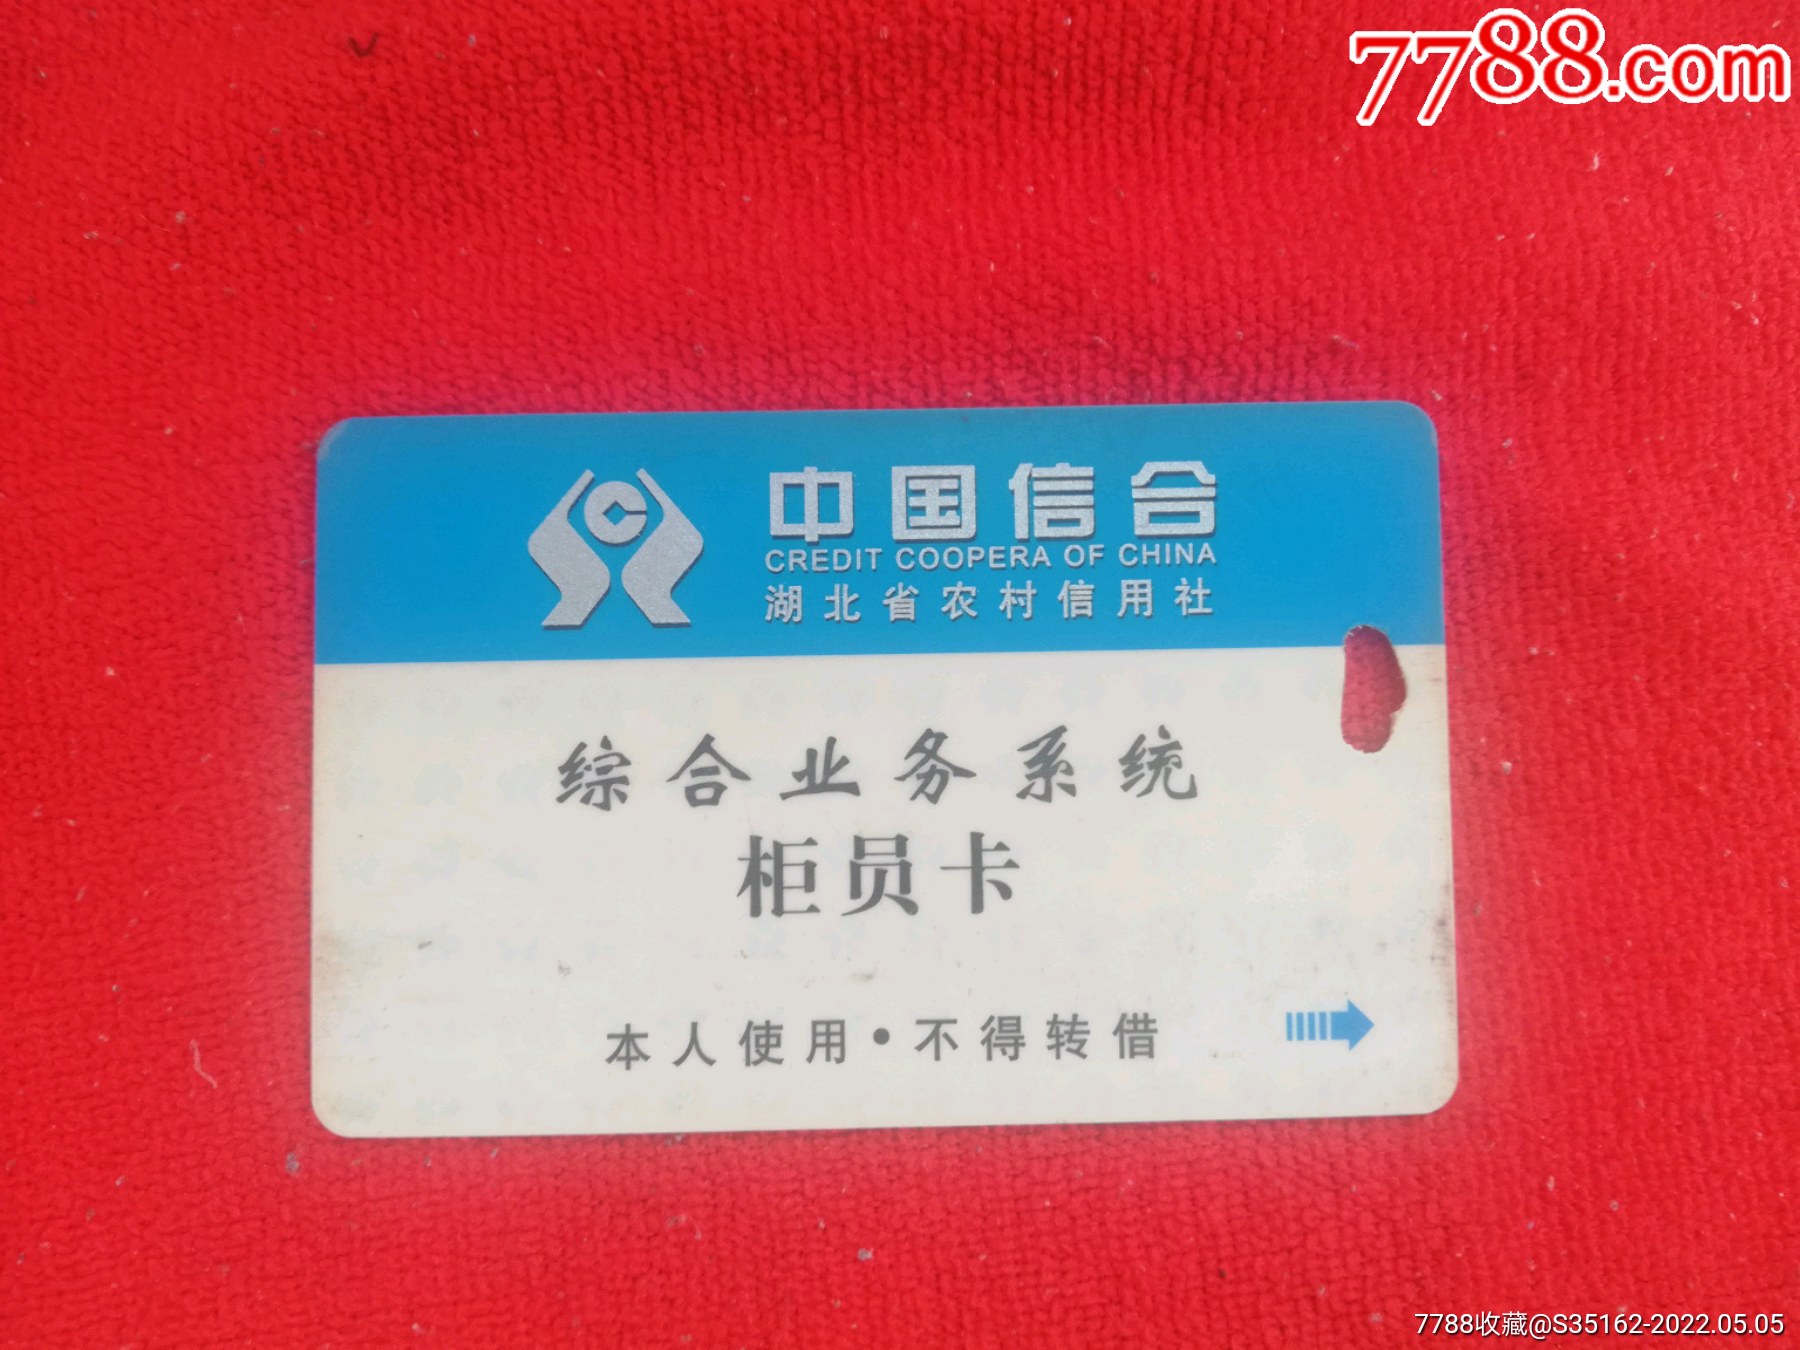 7788.com
中国信合
CREDIT COOPERA OF CHINA
湖北省农村信用社
综合业务系统
柜员卡
本人使用•不得转借
7788收藏@S35162-2022.05.05